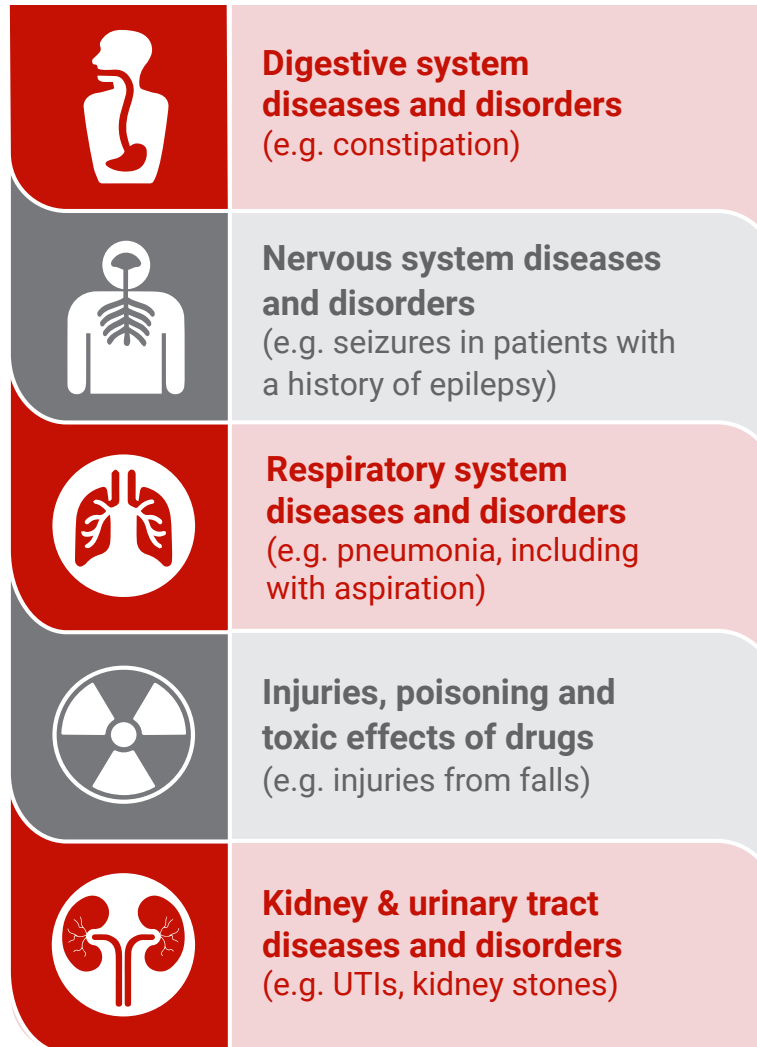 Digestive system
diseases and disorders
(e.g. constipation)
Nervous system diseases
and disorders
(e.g. seizures in patients with
a history of epilepsy)
Respiratory system
diseases and disorders
(e.g. pneumonia, including
with aspiration)
Injuries, poisoning and
toxic effects of drugs
(e.g. injuries from falls)
Kidney & urinary tract
diseases and disorders
(e.g. UTIs, kidney stones)